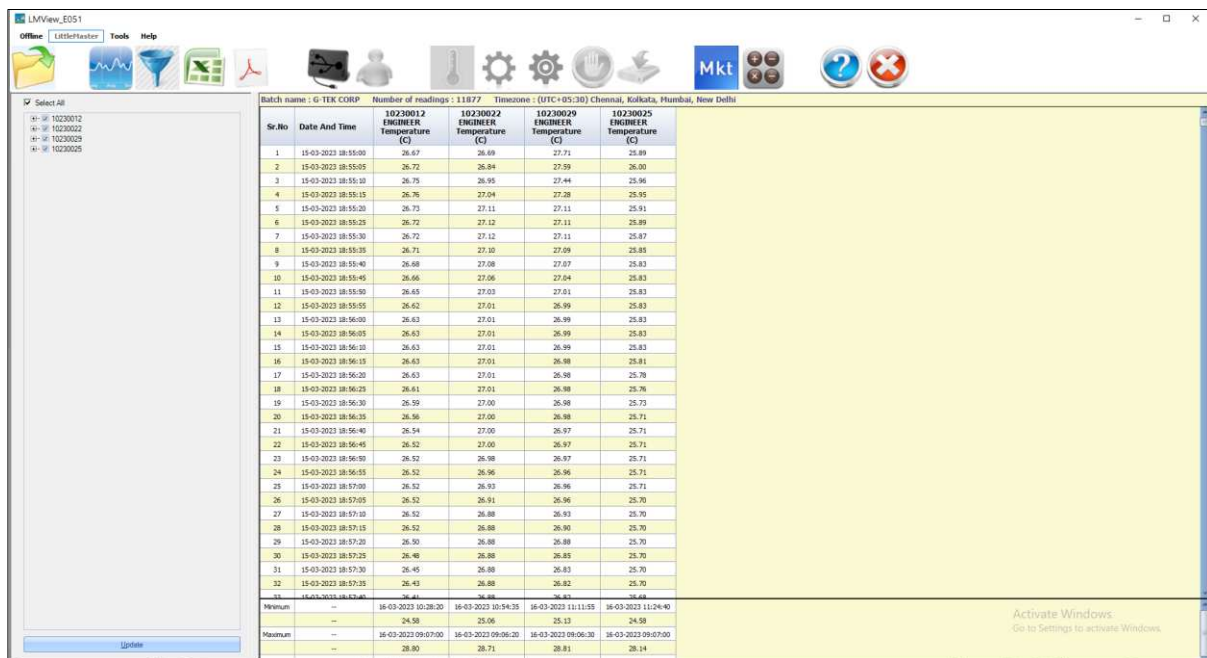 LMView_E051
Offline LittleMaster Tools Help
Mkt
Select All
10230012
10230022
10230029
10230025
Update
Batch name : G-TEK CORP Number of readings : 11877 Timezone : (UTC+05:30) Chennai, Kolkata, Mumbai, New Delhi
Sr.No Date And Time 10230012 ENGINEER Temperature (C) 10230022 ENGINEER Temperature (C) 10230029 ENGINEER Temperature (C) 10230025 ENGINEER Temperature (C)
1 15-03-2023 18:55:00 26.67 26.69 27.71 25.89
2 15-03-2023 18:55:05 26.72 26.84 27.59 26.00
3 15-03-2023 18:55:10 26.75 26.95 27.44 25.96
4 15-03-2023 18:55:15 26.76 27.04 27.28 25.95
5 15-03-2023 18:55:20 26.73 27.11 27.11 25.91
6 15-03-2023 18:55:25 26.72 27.12 27.11 25.89
7 15-03-2023 18:55:30 26.72 27.12 27.11 25.87
8 15-03-2023 18:55:35 26.71 27.10 27.09 25.85
9 15-03-2023 18:55:40 26.68 27.08 27.07 25.83
10 15-03-2023 18:55:45 26.66 27.06 27.04 25.83
11 15-03-2023 18:55:50 26.65 27.03 27.01 25.83
12 15-03-2023 18:55:55 26.62 27.01 26.99 25.83
13 15-03-2023 18:56:00 26.63 27.01 26.99 25.83
14 15-03-2023 18:56:05 26.63 27.01 26.99 25.83
15 15-03-2023 18:56:10 26.63 27.01 26.99 25.83
16 15-03-2023 18:56:15 26.63 27.01 26.98 25.81
17 15-03-2023 18:56:20 26.63 27.01 26.98 25.78
18 15-03-2023 18:56:25 26.61 27.01 26.98 25.76
19 15-03-2023 18:56:30 26.59 27.00 26.98 25.73
20 15-03-2023 18:56:35 26.56 27.00 26.98 25.71
21 15-03-2023 18:56:40 26.54 27.00 26.97 25.71
22 15-03-2023 18:56:45 26.52 27.00 26.97 25.71
23 15-03-2023 18:56:50 26.52 26.98 26.97 25.71
24 15-03-2023 18:56:55 26.52 26.96 26.96 25.71
25 15-03-2023 18:57:00 26.52 26.93 26.96 25.71
26 15-03-2023 18:57:05 26.52 26.91 26.96 25.70
27 15-03-2023 18:57:10 26.52 26.88 26.93 25.70
28 15-03-2023 18:57:15 26.52 26.88 26.90 25.70
29 15-03-2023 18:57:20 26.50 26.88 26.88 25.70
30 15-03-2023 18:57:25 26.48 26.88 26.85 25.70
31 15-03-2023 18:57:30 26.45 26.88 26.83 25.70
32 15-03-2023 18:57:35 26.43 26.88 26.82 25.70
Minimum -- 16-03-2023 10:28:20 16-03-2023 10:54:35 16-03-2023 11:11:55 16-03-2023 11:24:40
-- 24.58 25.06 25.13 24.58
Maximum -- 16-03-2023 09:07:00 16-03-2023 09:06:20 16-03-2023 09:06:30 16-03-2023 09:07:00
-- 28.80 28.71 28.81 28.14
Activate Windows
Go to Settings to activate Windows.